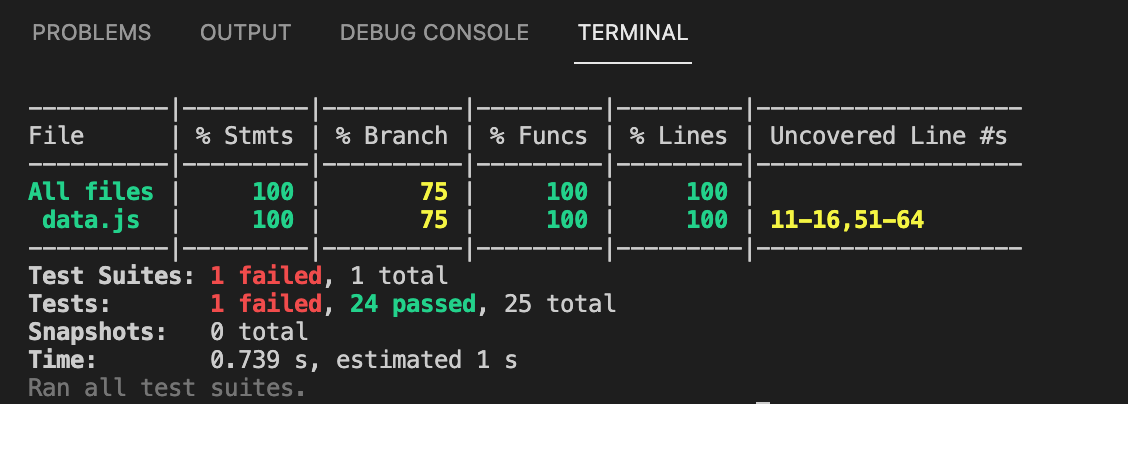 PROBLEMS OUTPUT DEBUG CONSOLE TERMINAL
----------|---------|----------|---------|---------|-------------------
File      | % Stmts | % Branch | % Funcs | % Lines | Uncovered Line #s
----------|---------|----------|---------|---------|-------------------
All files |     100 |       75 |     100 |     100 |
 data.js  |     100 |       75 |     100 |     100 | 11-16,51-64
----------|---------|----------|---------|---------|-------------------
Test Suites: 1 failed, 1 total
Tests:       1 failed, 24 passed, 25 total
Snapshots:   0 total
Time:        0.739 s, estimated 1 s
Ran all test suites.